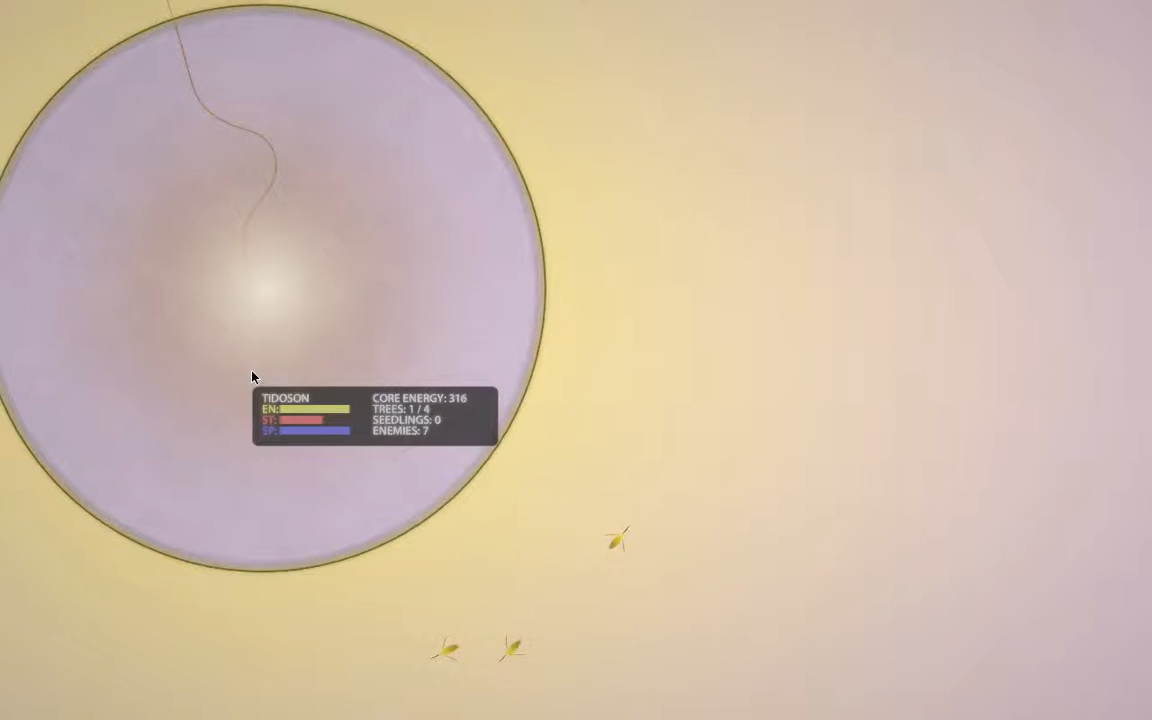 TIDOSON
EN:
ST:
SP:
CORE ENERGY: 316
TREES: 1 / 4
SEEDLINGS: 0
ENEMIES: 7